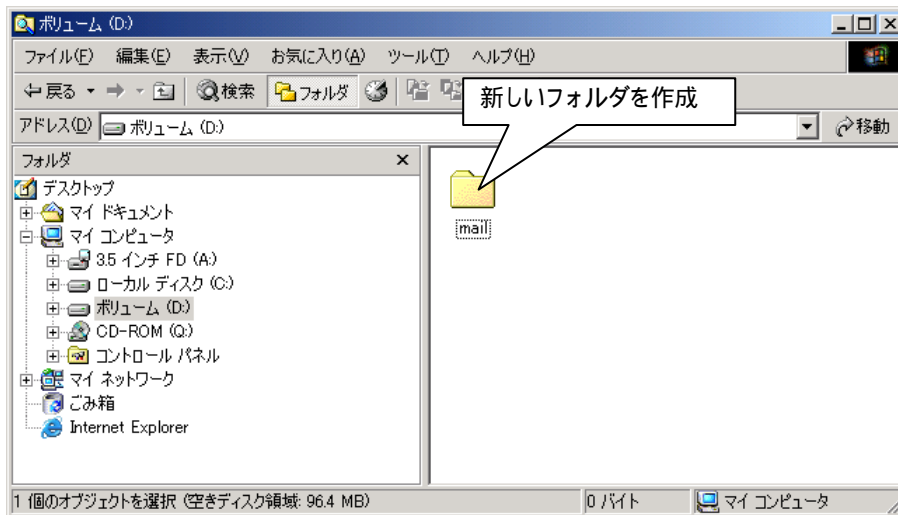 ボリューム (D:)
ファイル(F) 編集(E) 表示(V) お気に入り(A) ツール(T) ヘルプ(H)
戻る 検索 フォルダ
新しいフォルダを作成
アドレス(D) ボリューム (D:) 移動
フォルダ
デスクトップ
マイ ドキュメント
マイ コンピュータ
3.5 インチ FD (A:)
ローカル ディスク (C:)
ボリューム (D:)
CD-ROM (Q:)
コントロール パネル
マイ ネットワーク
ごみ箱
Internet Explorer
mail
1 個のオブジェクトを選択 (空きディスク領域: 96.4 MB) 0 バイト マイ コンピュータ